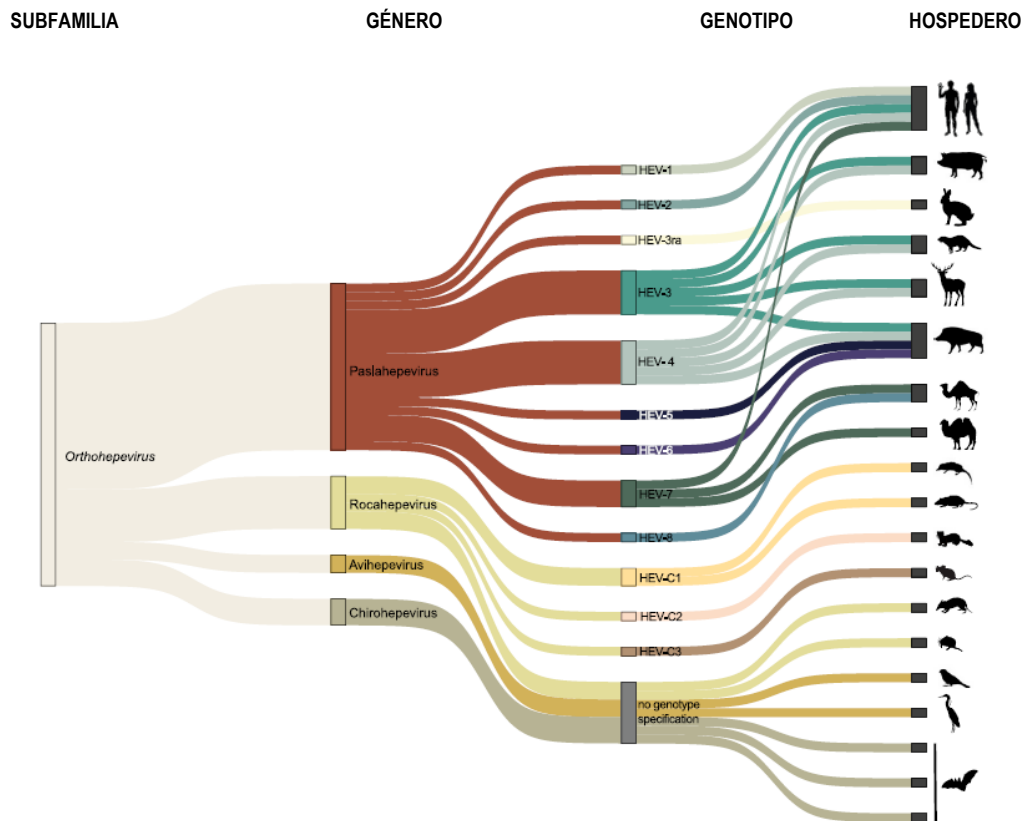 SUBFAMILIA
GÉNERO
GENOTIPO
HOSPEDERO
Orthohepevirus
Paslahepevirus
Rocahepevirus
Avihepevirus
Chirohepevirus
HEV-1
HEV-2
HEV-3ra
HEV-3
HEV-4
HEV-5
HEV-6
HEV-7
HEV-8
HEV-C1
HEV-C2
HEV-C3
no genotype
specification